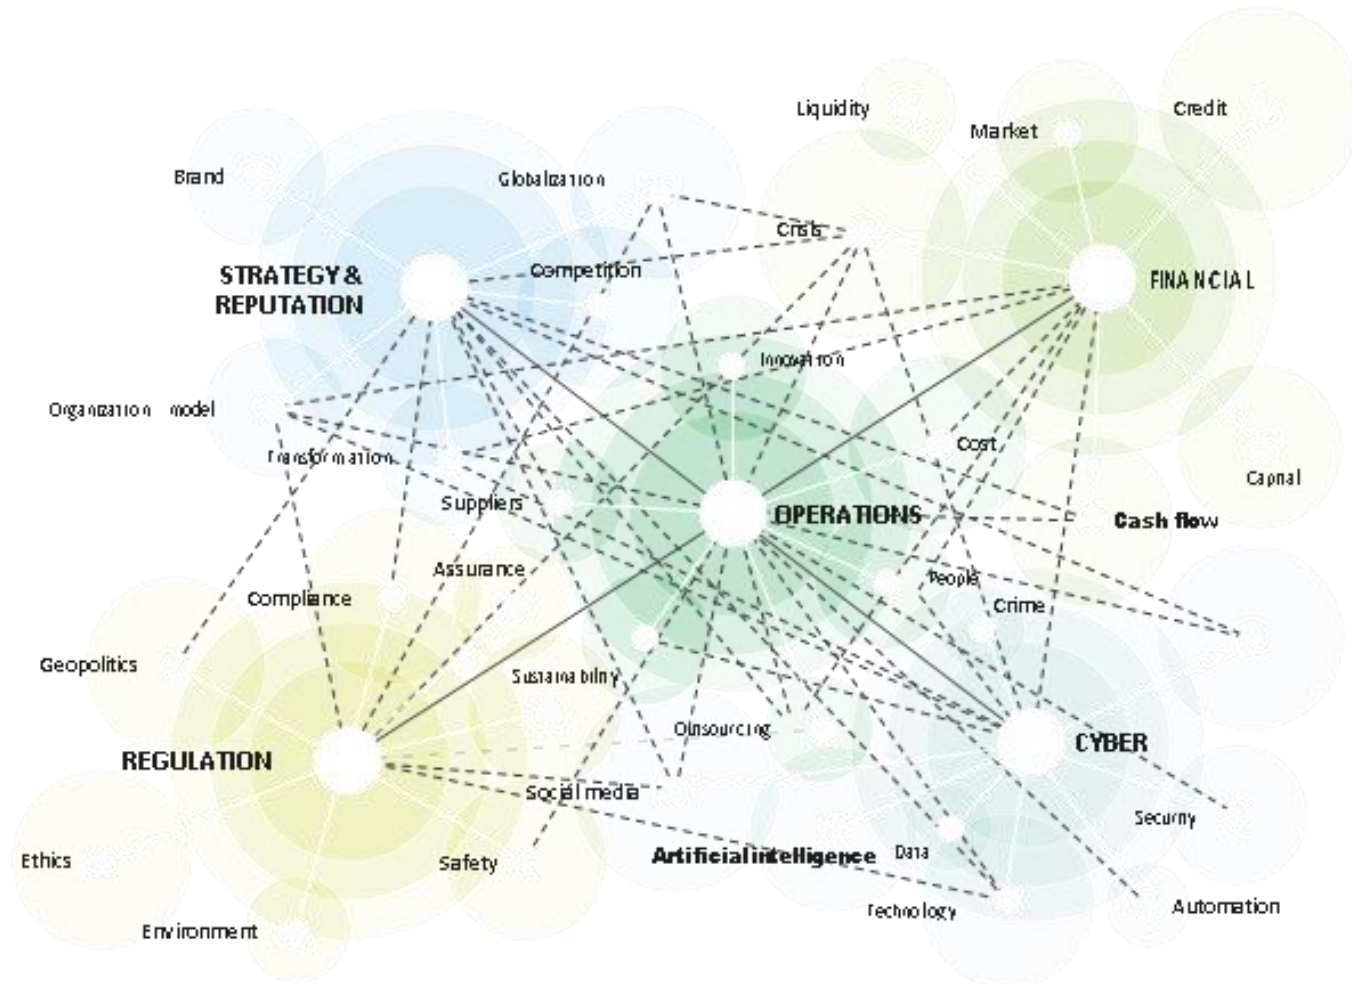 Liquidity
Credit
Market
Brand
Globalization
Crisis
Competition
STRATEGY &
REPUTATION
FINANCIAL
Innovation
Organization model
Cost
Transformation
Capital
Suppliers
OPERATIONS
Cash flow
Assurance
People
Compliance
Crime
Geopolitics
Sustainability
Outsourcing
CYBER
REGULATION
Social media
Security
Artificial intelligence
Data
Ethics
Safety
Technology
Automation
Environment